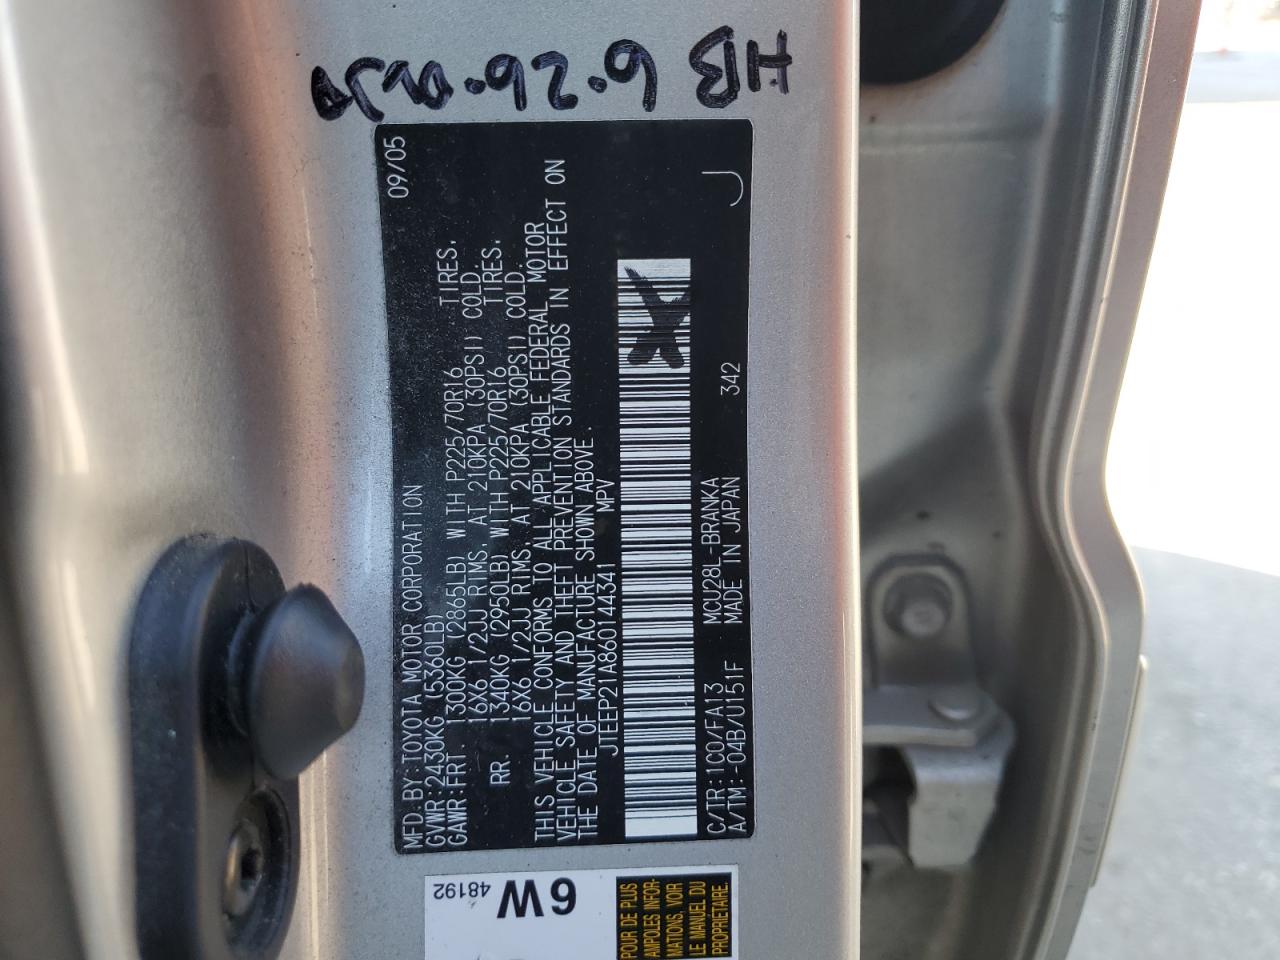 HB 6.26.
MFD.BY:TOYOTA MOTOR CORPORATION 09/05
GVWR:2430KG (5360LB)
GAWR:FRT. 1300KG (2865LB) WITH P225/70R16 TIRES,
16X6 1/2JJ RIMS, AT 210KPA (30PSI) COLD.
RR. 1340KG (2950LB) WITH P225/70R16 TIRES,
16X6 1/2JJ RIMS, AT 210KPA (30PSI) COLD.
THIS VEHICLE CONFORMS TO ALL APPLICABLE FEDERAL MOTOR
VEHICLE SAFETY AND THEFT PREVENTION STANDARDS IN EFFECT ON
THE DATE OF MANUFACTURE SHOWN ABOVE.
JTEEP21A860144341 MPV
C/TR:1C0/FA13 MCU28L-BRANKA 342
A/TM:-04B/U151F MADE IN JAPAN J
6W
48192
POUR DE PLUS
AMPLES INFOR-
MATIONS, VOIR
LE MANUEL DU
PROPRIÉTAIRE.